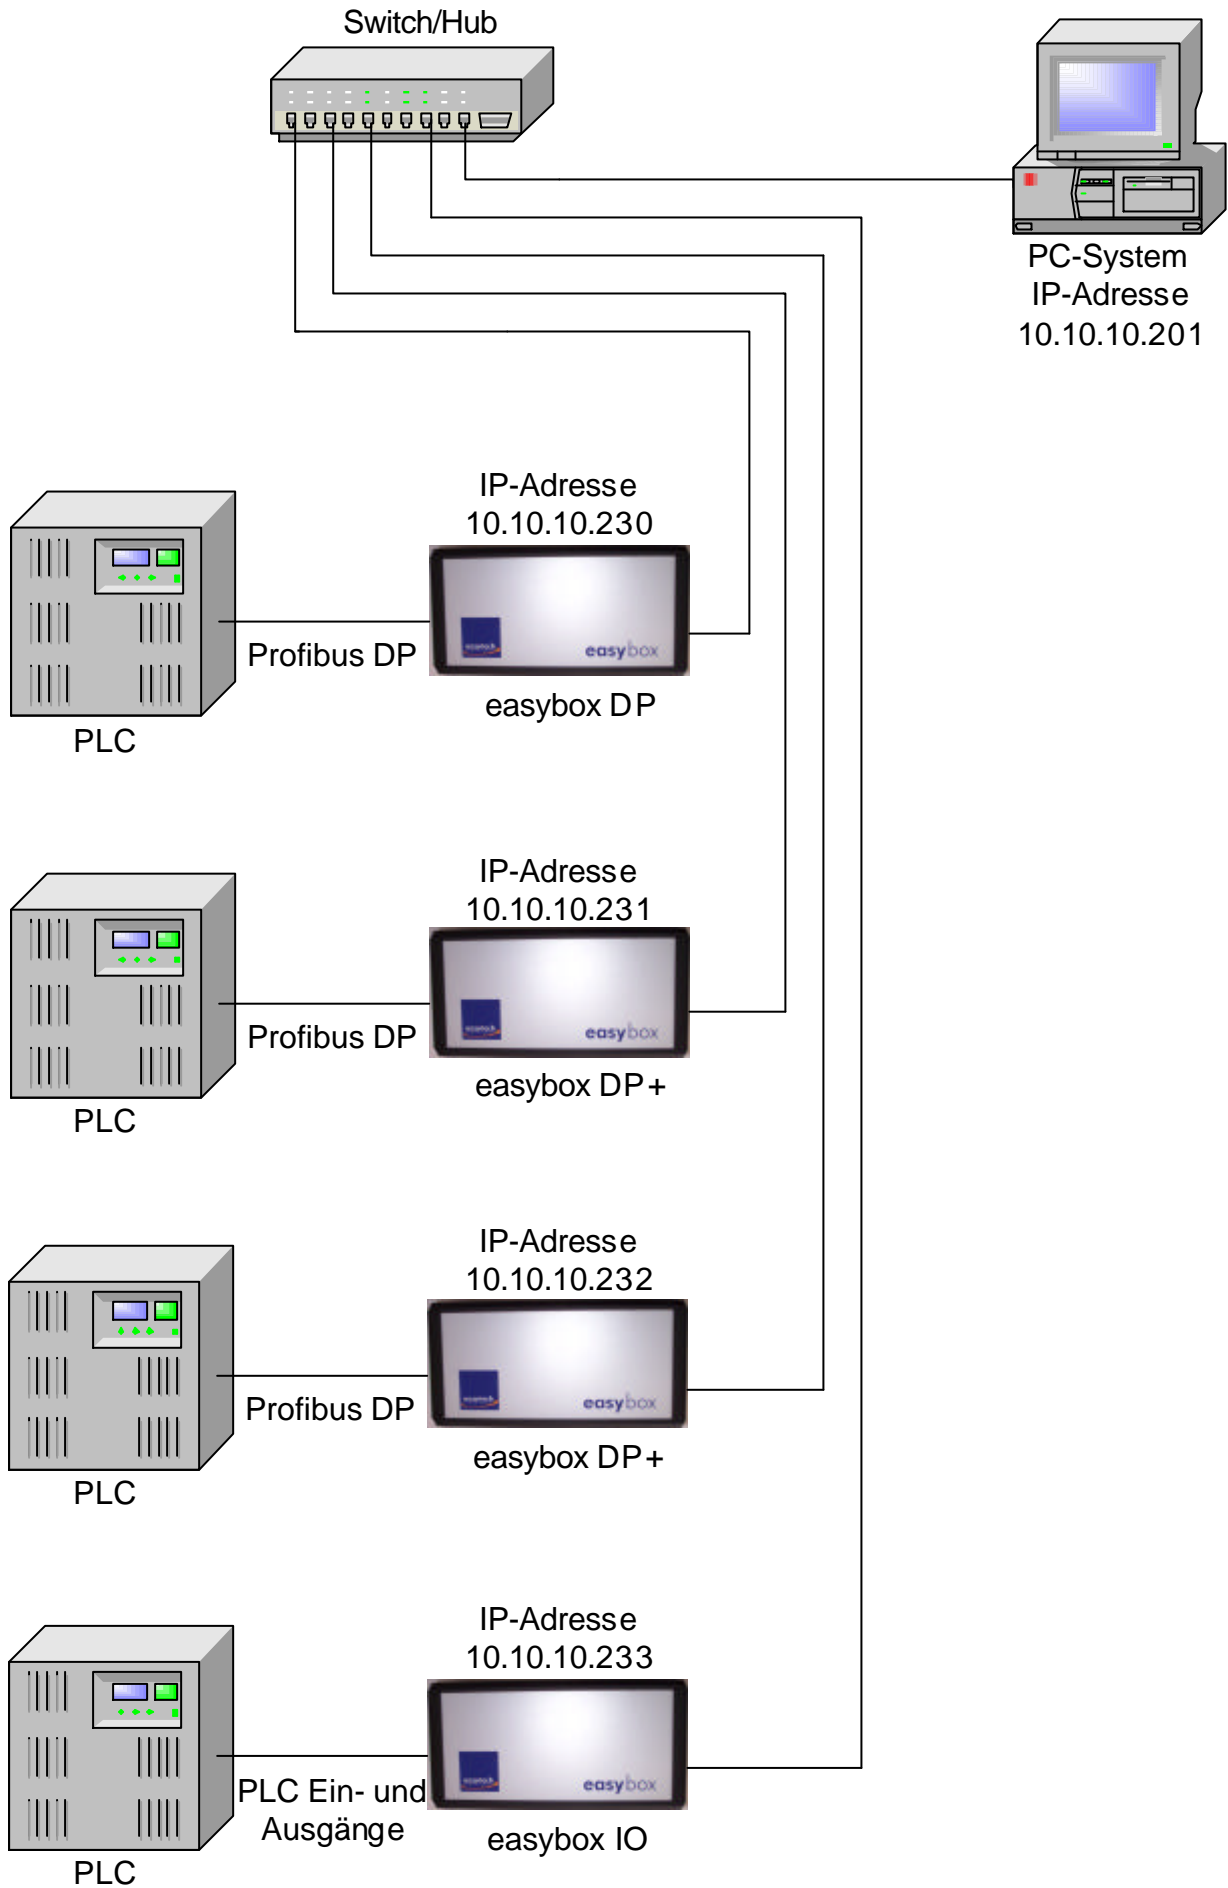 Switch/Hub
PC-System
IP-Adresse
10.10.10.201
IP-Adresse
10.10.10.230
easybox
Profibus DP
easybox DP
PLC
IP-Adresse
10.10.10.231
easybox
Profibus DP
easybox DP+
PLC
IP-Adresse
10.10.10.232
easybox
Profibus DP
easybox DP+
PLC
IP-Adresse
10.10.10.233
easybox
PLC Ein- und
Ausgänge
easybox IO
PLC